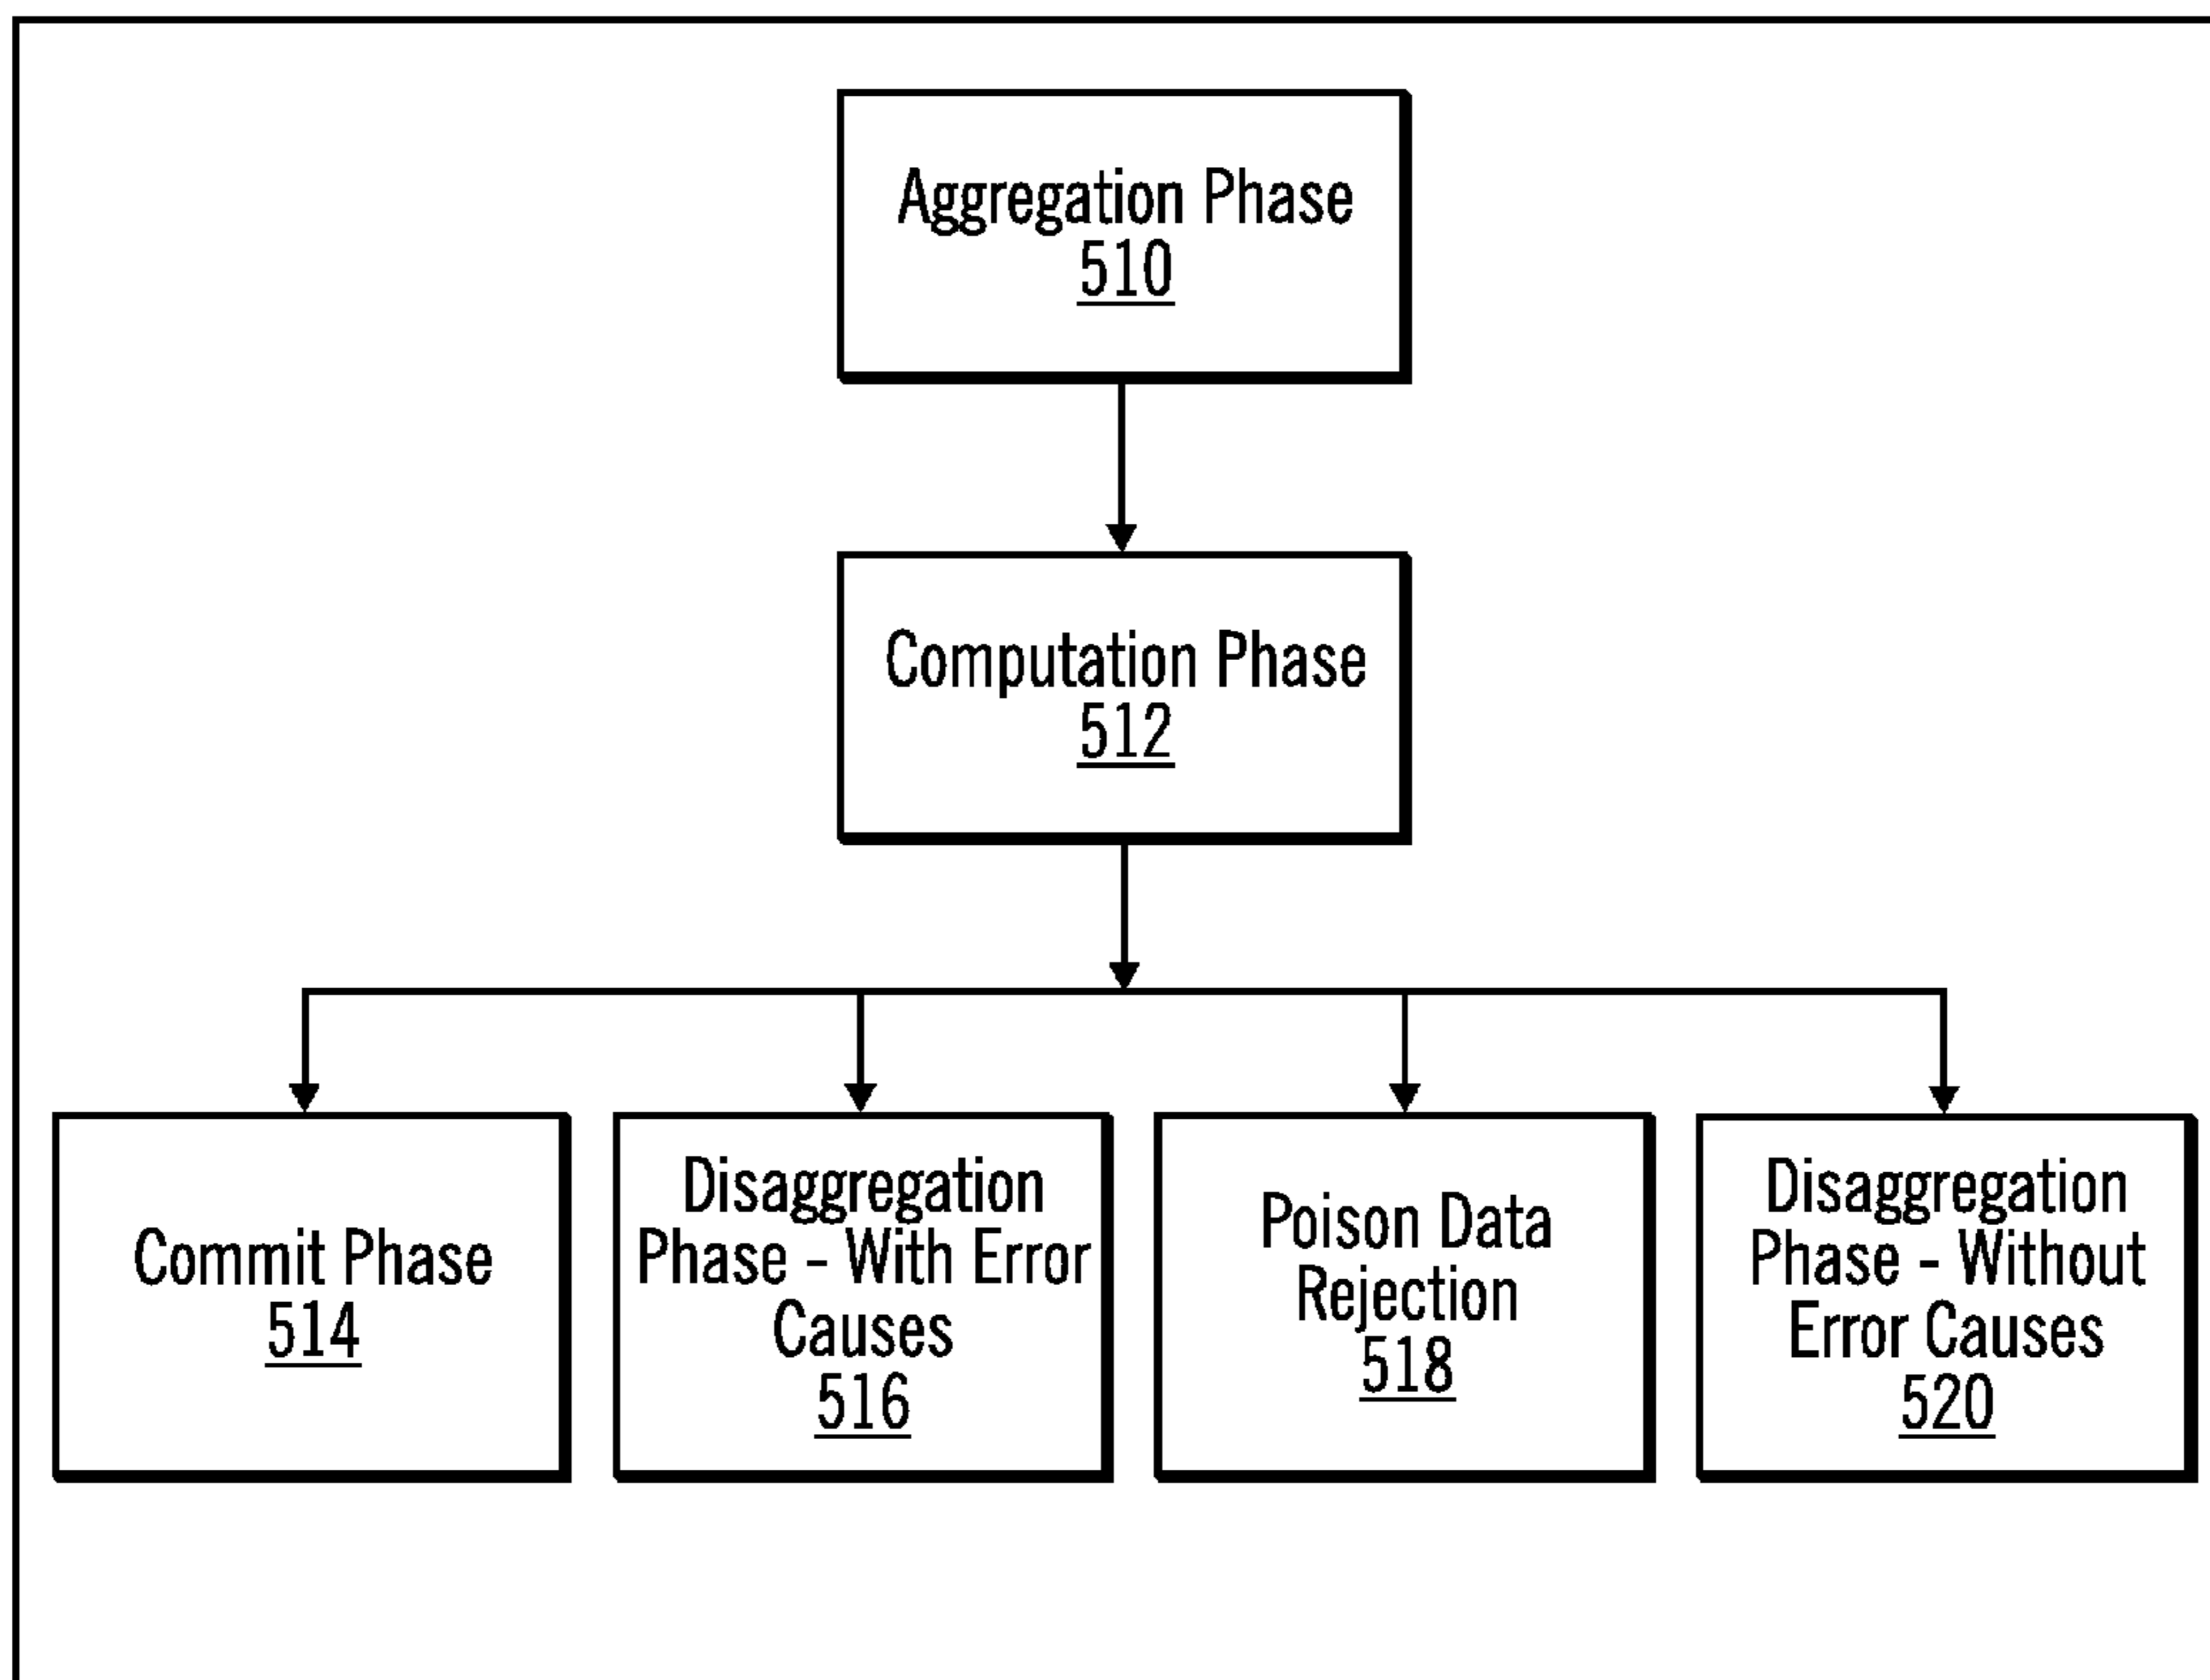 Aggregation Phase
510
Computation Phase
512
Commit Phase
514
Disaggregation
Phase - With Error
Causes
516
Poison Data
Rejection
518
Disaggregation
Phase - Without
Error Causes
520